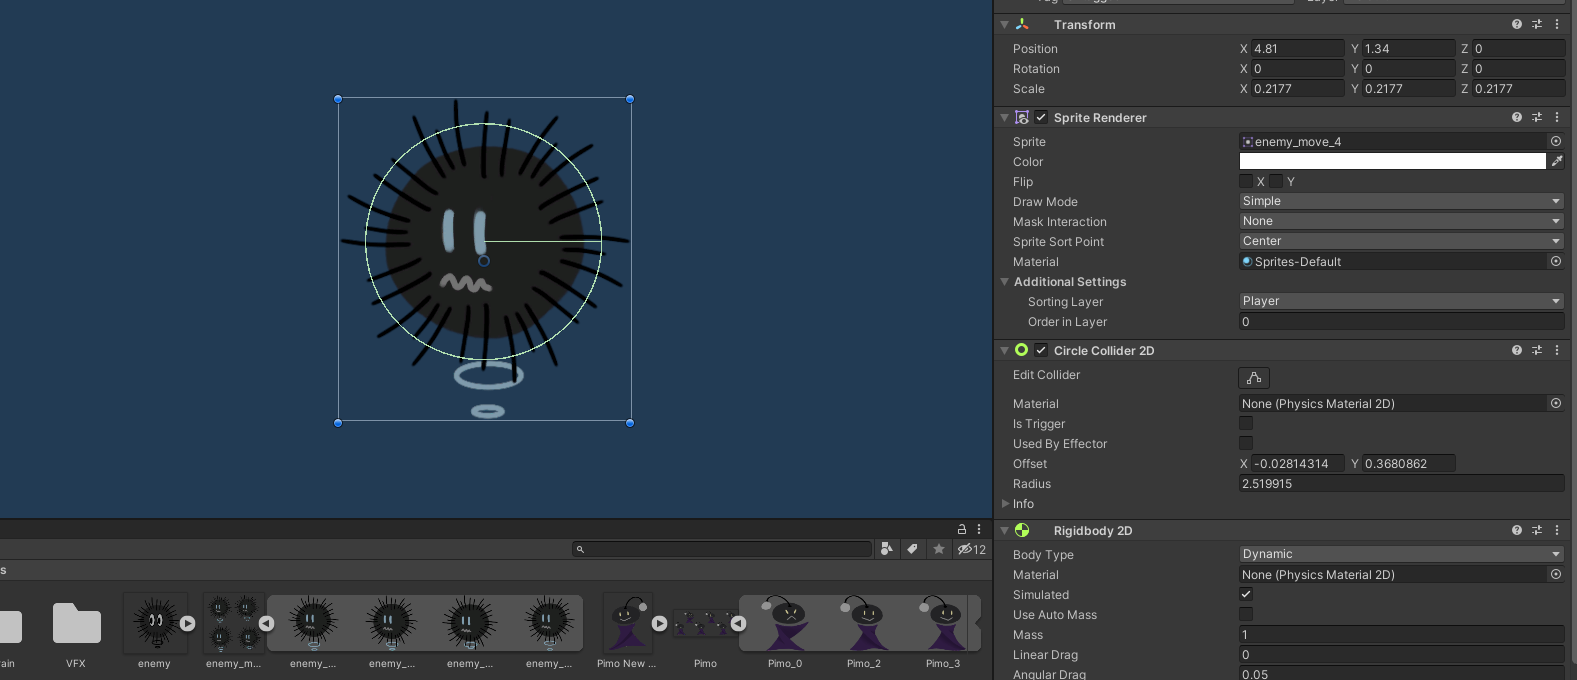 Transform
Position X 4.81 Y 1.34 Z 0
Rotation X 0 Y 0 Z 0
Scale X 0.2177 Y 0.2177 Z 0.2177
Sprite Renderer
Sprite enemy_move_4
Color
Flip X Y
Draw Mode Simple
Mask Interaction None
Sprite Sort Point Center
Material Sprites-Default
Additional Settings
Sorting Layer Player
Order in Layer 0
Circle Collider 2D
Edit Collider
Material None (Physics Material 2D)
Is Trigger
Used By Effector
Offset X -0.02814314 Y 0.3680862
Radius 2.519915
Info
Rigidbody 2D
Body Type Dynamic
Material None (Physics Material 2D)
Simulated
Use Auto Mass
Mass 1
Linear Drag 0
Angular Drag 0.05
12
s
ain VFX enemy enemy_m... enemy_... enemy_... enemy_... enemy_... Pimo New ... Pimo Pimo_0 Pimo_2 Pimo_3